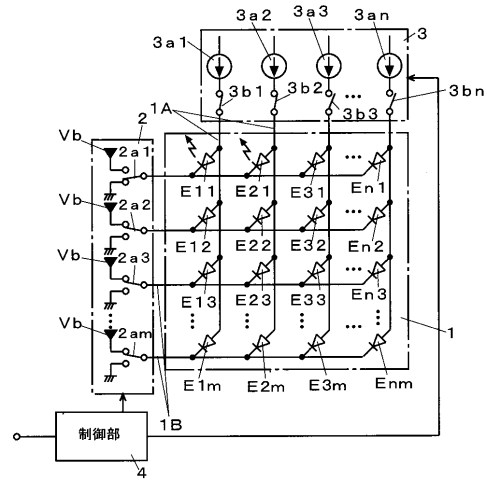 3a1 3a2 3a3 3an 3
3b1 3b2 3b3 … 3bn
1A
Vb 2
2a1
E11 E21 E31 … En1
Vb 2a2
E12 E22 E32 … En2
Vb 2a3
E13 E23 E33 … En3
Vb 2am
E1m E2m E3m Enm 1
1B
制御部
4